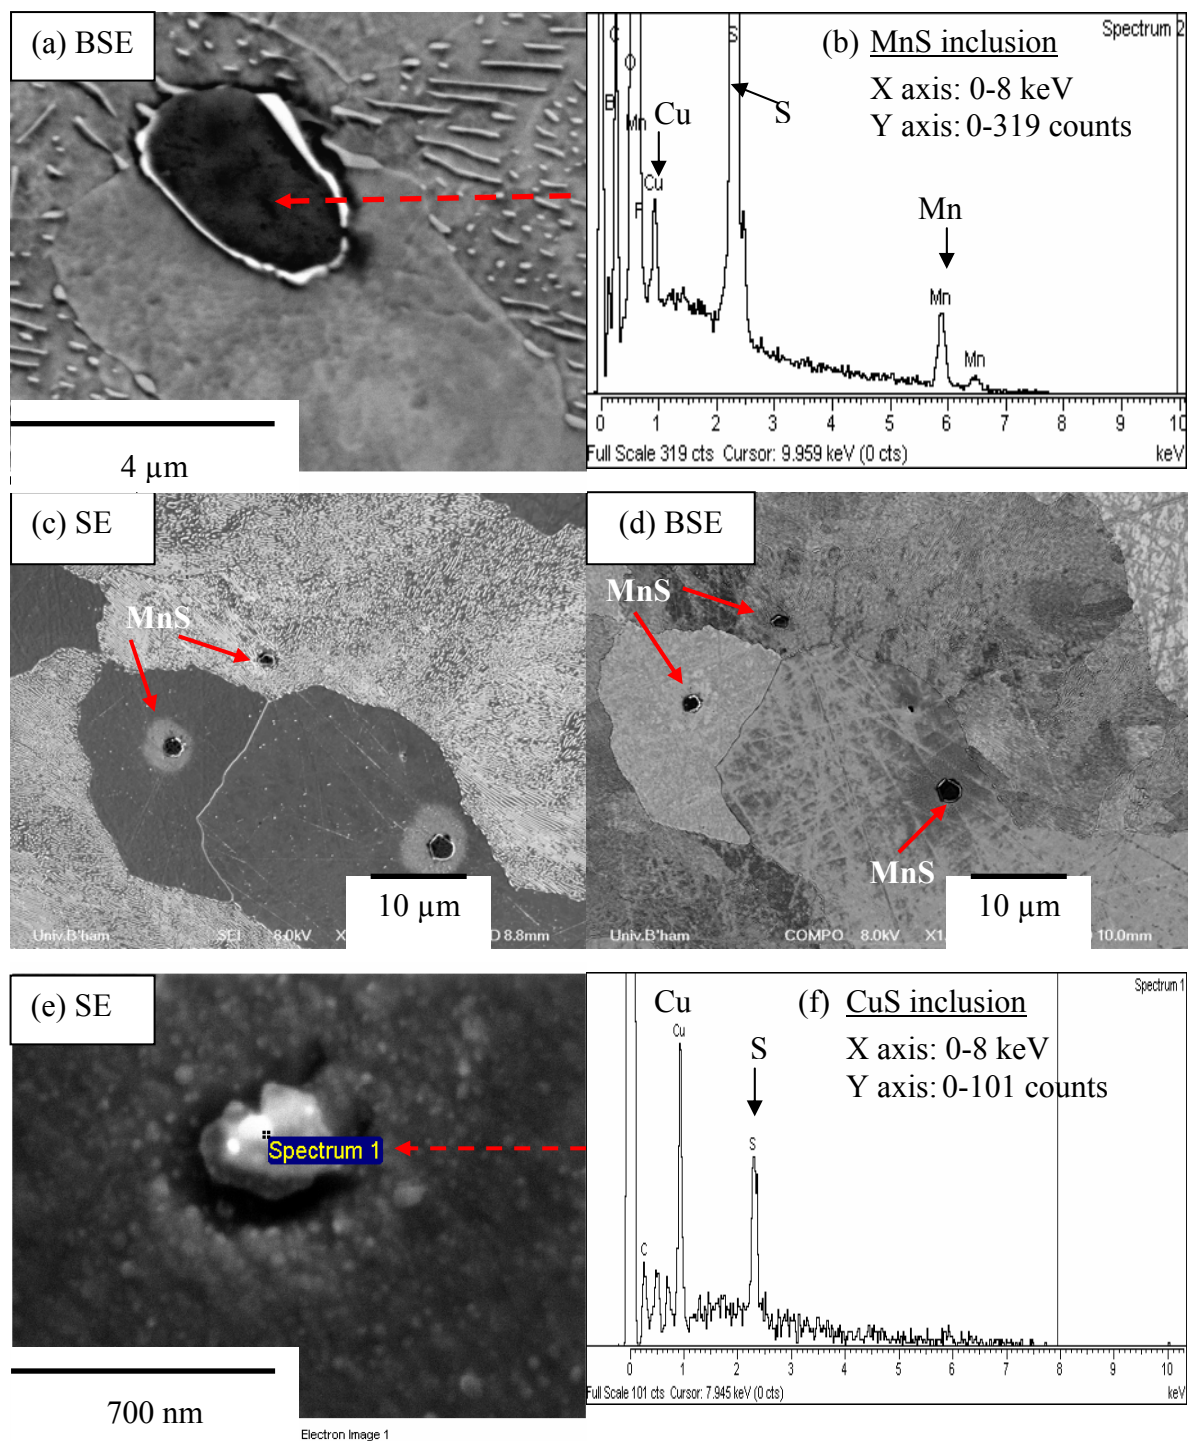 (a) BSE
4 µm
C
O
B
Mn
Cu
F
Cu
S
S
(b) MnS inclusion
Spectrum 2
X axis: 0-8 keV
Y axis: 0-319 counts
Mn
Mn
Mn
0 1 2 3 4 5 6 7 8 9 10
Full Scale 319 cts Cursor: 9.959 keV (0 cts)
keV
(c) SE
MnS
10 µm
Univ.B'ham SEI 8.0kV X 8.8mm
(d) BSE
MnS
MnS
10 µm
Univ.B'ham COMPO 8.0kV X1. 10.0mm
(e) SE
Spectrum 1
700 nm
Electron Image 1
Cu
Cu
S
S
C
(f) CuS inclusion
Spectrum 1
X axis: 0-8 keV
Y axis: 0-101 counts
0 1 2 3 4 5 6 7 8 9 10
Full Scale 101 cts Cursor: 7.945 keV (0 cts)
keV